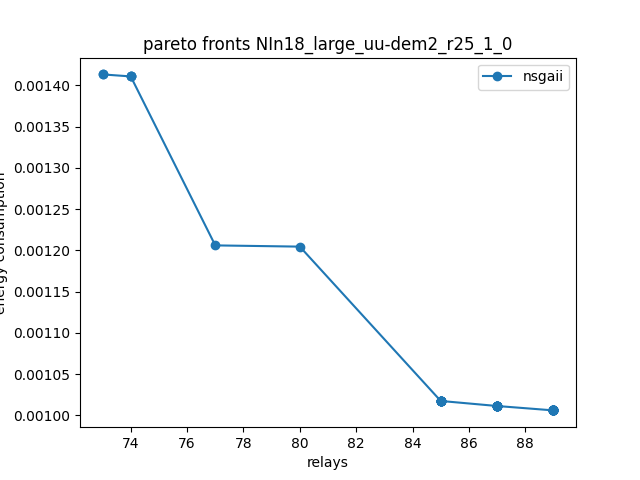 pareto fronts NIn18_large_uu-dem2_r25_1_0
nsgaii
0.00140
0.00135
0.00130
0.00125
0.00120
0.00115
0.00110
0.00105
0.00100
energy consumption
74 76 78 80 82 84 86 88
relays